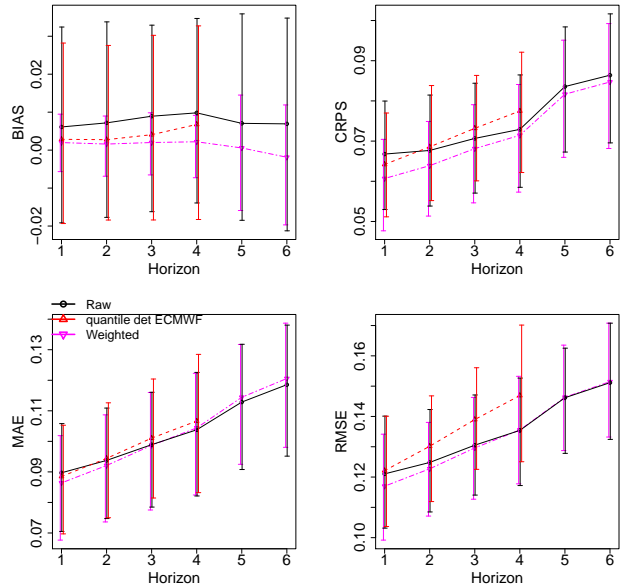 BIAS
−0.02 0.00 0.02
1 2 3 4 5 6
Horizon
CRPS
0.05 0.07 0.09
1 2 3 4 5 6
Horizon
Raw
quantile det ECMWF
Weighted
MAE
0.07 0.09 0.11 0.13
1 2 3 4 5 6
Horizon
RMSE
0.10 0.12 0.14 0.16
1 2 3 4 5 6
Horizon